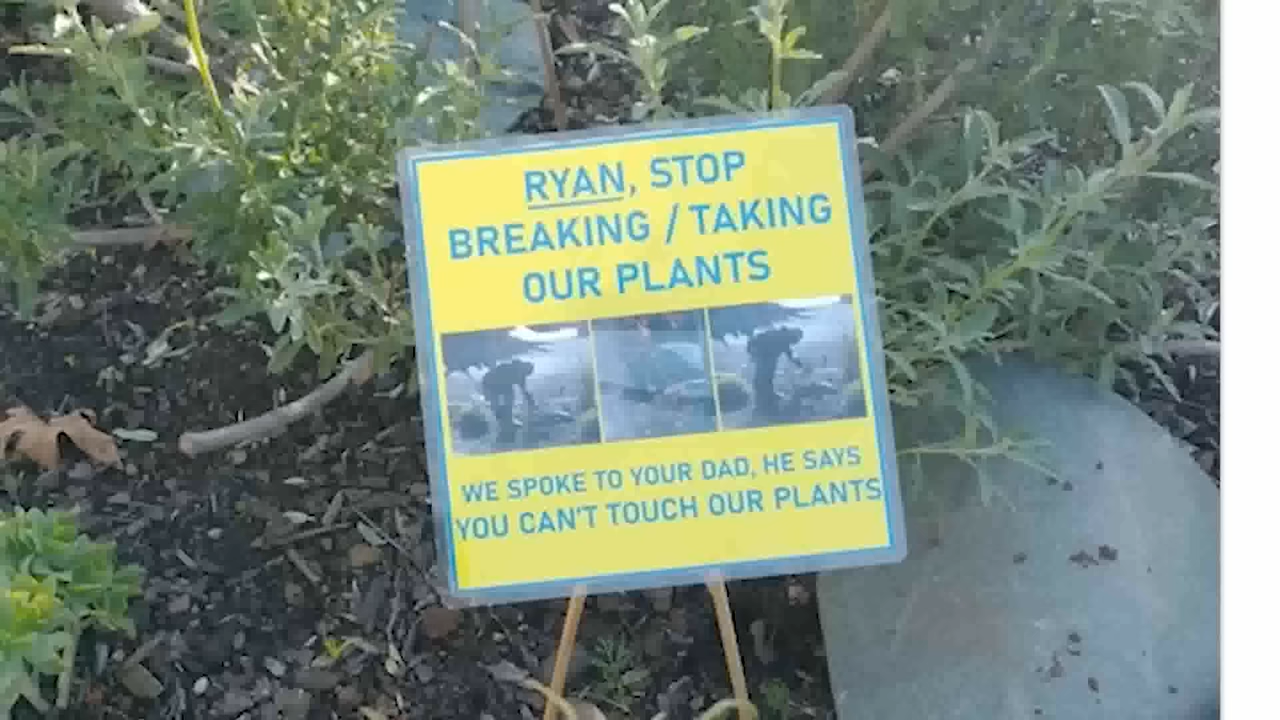 RYAN, STOP
BREAKING / TAKING
OUR PLANTS
WE SPOKE TO YOUR DAD, HE SAYS
YOU CAN'T TOUCH OUR PLANTS